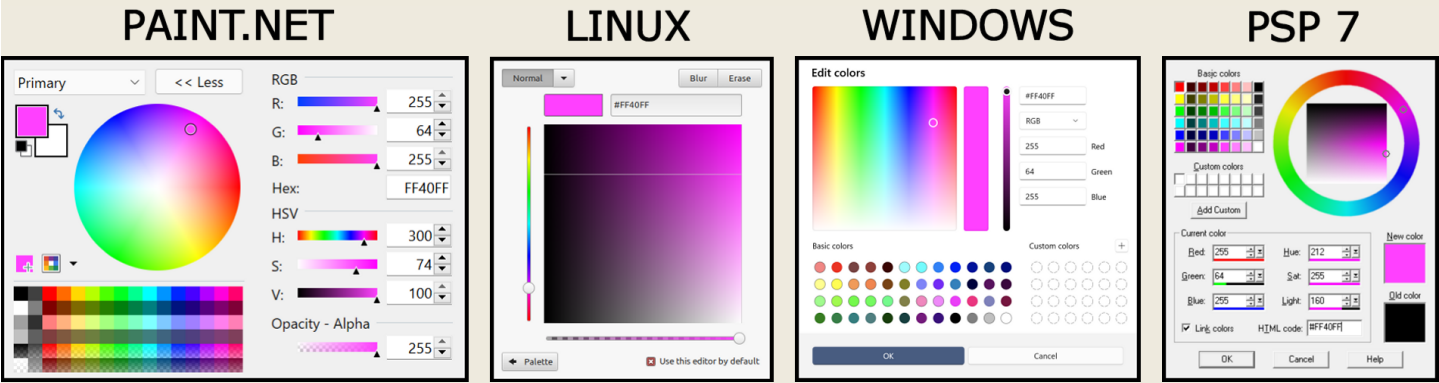 PAINT.NET
Primary
<< Less
RGB
R: 255
G: 64
B: 255
Hex: FF40FF
HSV
H: 300
S: 74
V: 100
Opacity - Alpha
255
LINUX
Normal
Blur
Erase
#FF40FF
Palette
Use this editor by default
WINDOWS
Edit colors
#FF40FF
RGB
255 Red
64 Green
255 Blue
Basic colors
Custom colors
OK
Cancel
PSP 7
Basic colors
Custom colors
Add Custom
Current color
Red: 255
Hue: 212
Green: 64
Sat: 255
Blue: 255
Light: 160
Link colors
HTML code: #FF40FF
New color
Old color
OK
Cancel
Help